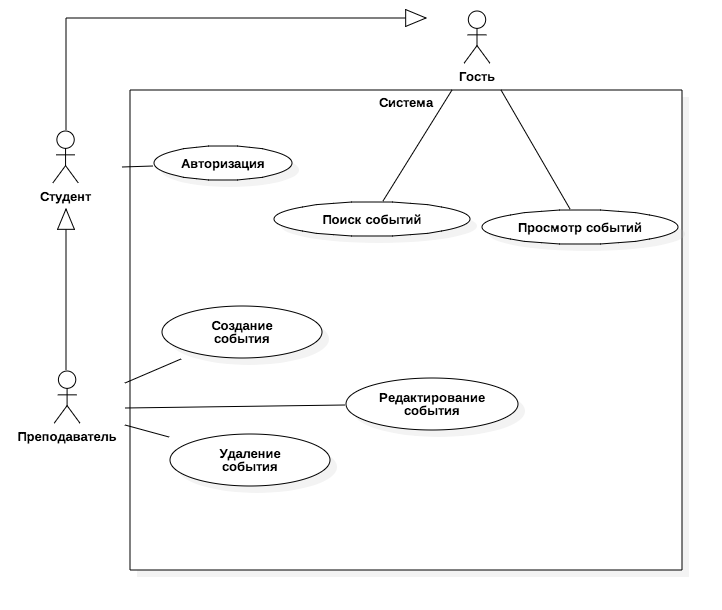 Гость
Система
Авторизация
Студент
Поиск событий
Просмотр событий
Создание
события
Редактирование
события
Преподаватель
Удаление
события